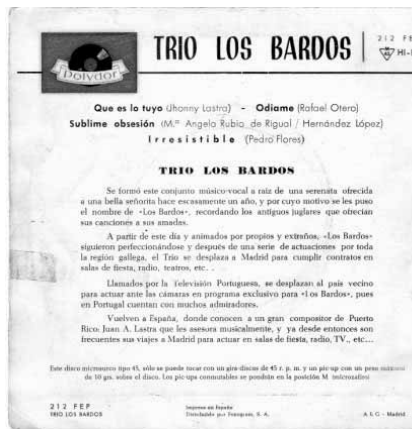 212 FEP
Polydor
TRIO LOS BARDOS
HI-
Que es lo tuyo (Jhonny Lastra) - Odiame (Rafael Otero)
Sublime obsesión (M.ª Angelo Rubio de Rigual / Hernández López)
Irresistible (Pedro Flores)
TRIO LOS BARDOS
Se formó este conjunto músico-vocal a raiz de una serenata ofrecida
a una bella señorita hace escasamente un año, y por cuyo motivo se les puso
el nombre de «Los Bardos», recordando los antiguos juglares que ofrecian
sus canciones a sus amadas.
A partir de este día y animados por propios y extraños, «Los Bardos»
siguieron perfeccionándose y después de una serie de actuaciones por toda
la región gallega, el Trío se desplaza a Madrid para cumplir contratos en
salas de fiesta, radio, teatros, etc. .
Llamados por la Televisión Portuguesa, se desplazan al país vecino
para actuar ante las cámaras en programa exclusivo para «Los Bardos», pues
en Portugal cuentan con muchos admiradores.
Vuelven a España, donde conocen a un gran compositor de Puerto
Rico: Juan A. Lastra que les asesora musicalmente, y ya desde entonces son
frecuentes sus viajes a Madrid para actuar en salas de fiesta, radio, TV., etc...
Este disco microsurco tipo 45, sólo se puede tocar con un gira-discos de 45 r. p. m. y un pic-up con un peso máximo
de 10 grs. sobre el disco. Los pic-ups conmutables se pondrán en la posición M (microsurco)
212 FEP
TRIO LOS BARDOS
Impreso en España
Distribuido por Fonogram, S. A.
A L G - Madrid